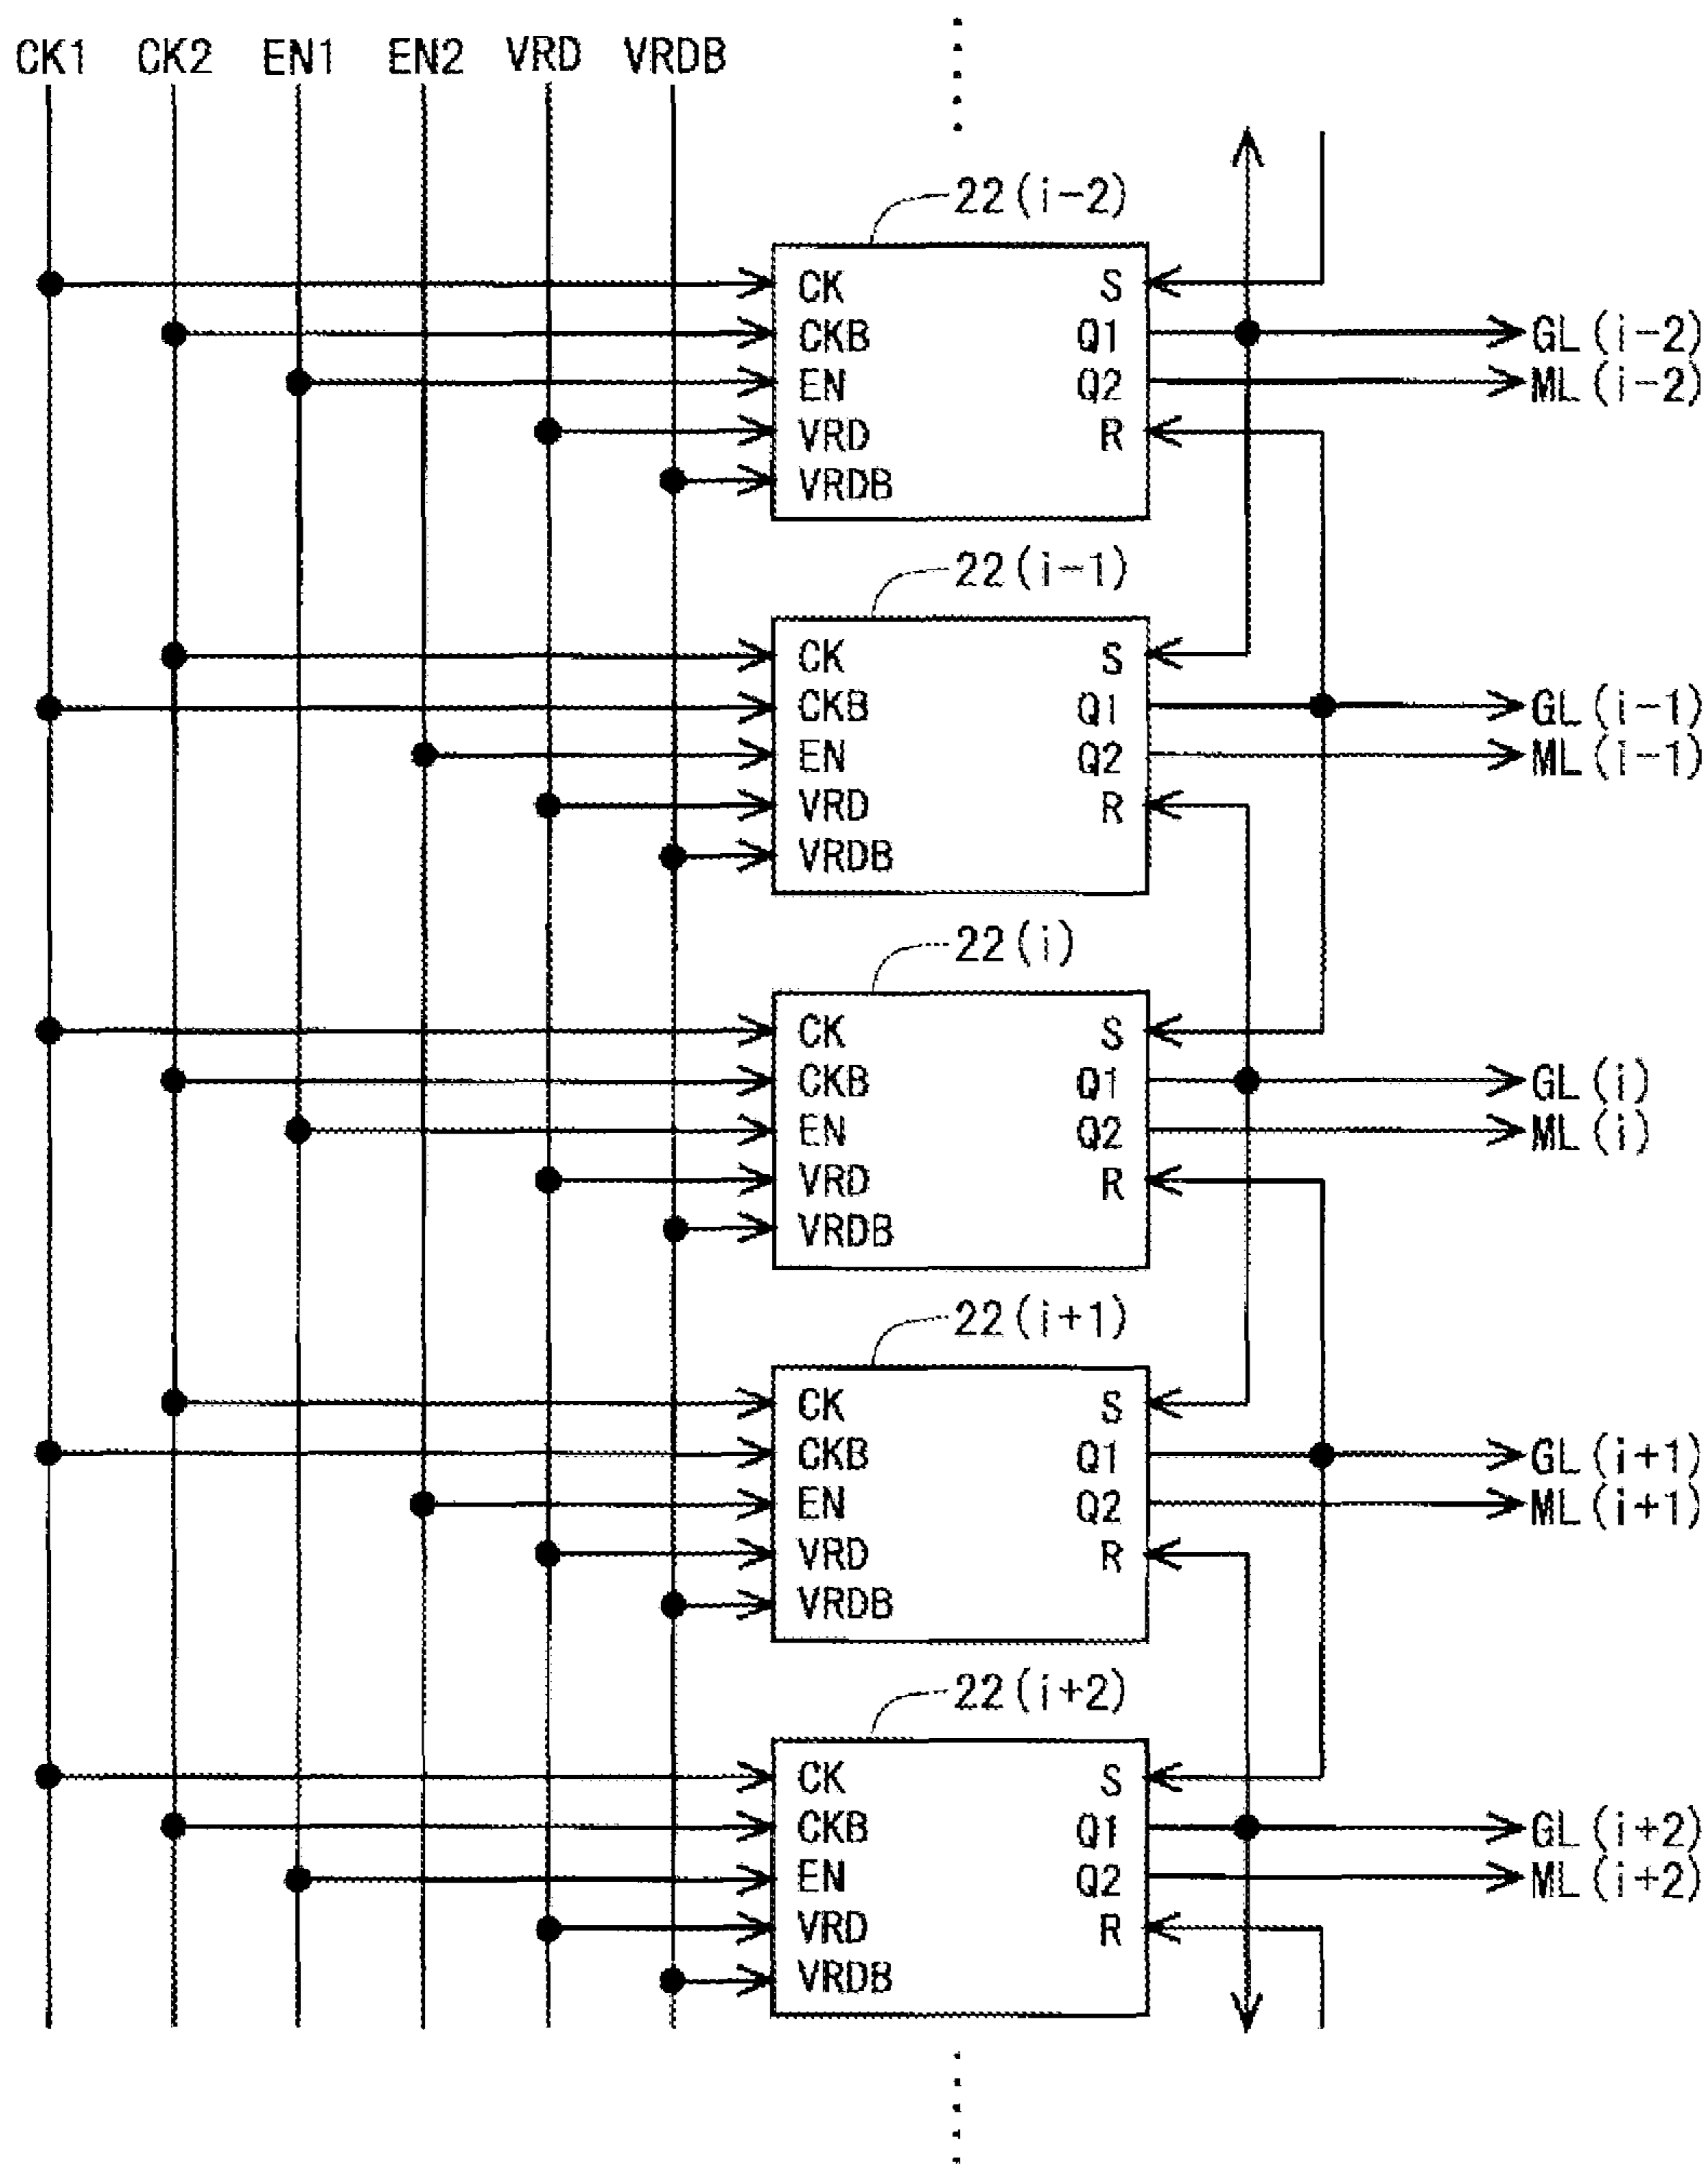 CK1 CK2 EN1 EN2 VRD VRDB
22(i-2)
CK S
CKB Q1 GL(i-2)
EN Q2 ML(i-2)
VRD R
VRDB
22(i-1)
CK S
CKB Q1 GL(i-1)
EN Q2 ML(i-1)
VRD R
VRDB
22(i)
CK S
CKB Q1 GL(i)
EN Q2 ML(i)
VRD R
VRDB
22(i+1)
CK S
CKB Q1 GL(i+1)
EN Q2 ML(i+1)
VRD R
VRDB
22(i+2)
CK S
CKB Q1 GL(i+2)
EN Q2 ML(i+2)
VRD R
VRDB